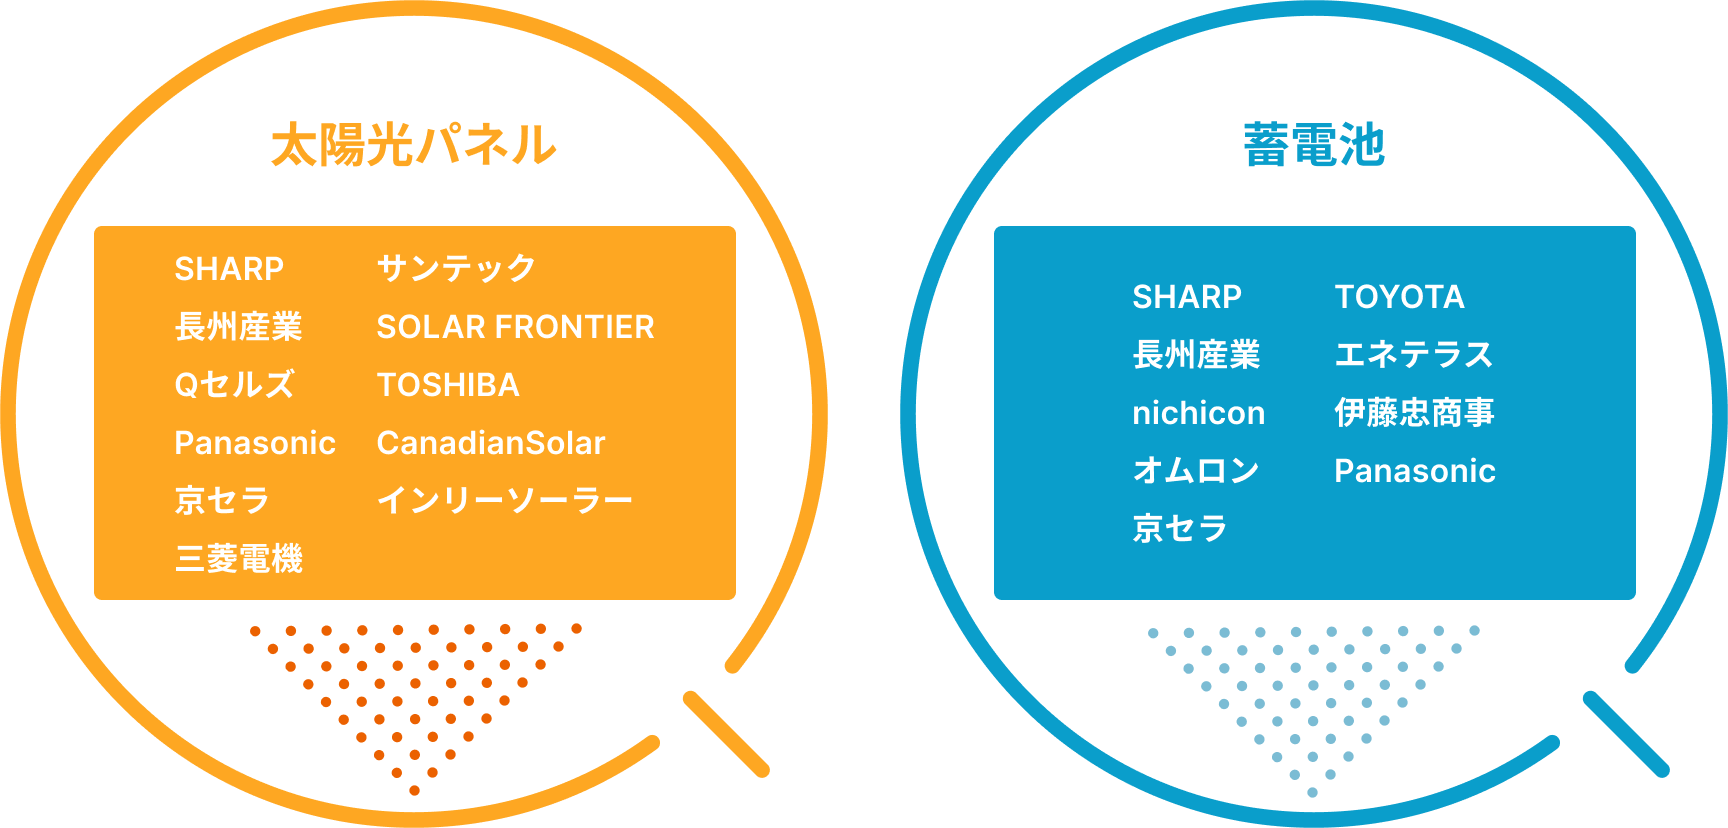 太陽光パネル
SHARP
長州産業
Qセルズ
Panasonic
京セラ
三菱電機
サンテック
SOLAR FRONTIER
TOSHIBA
CanadianSolar
インリーソーラー
蓄電池
SHARP
長州産業
nichicon
オムロン
京セラ
TOYOTA
エネテラス
伊藤忠商事
Panasonic